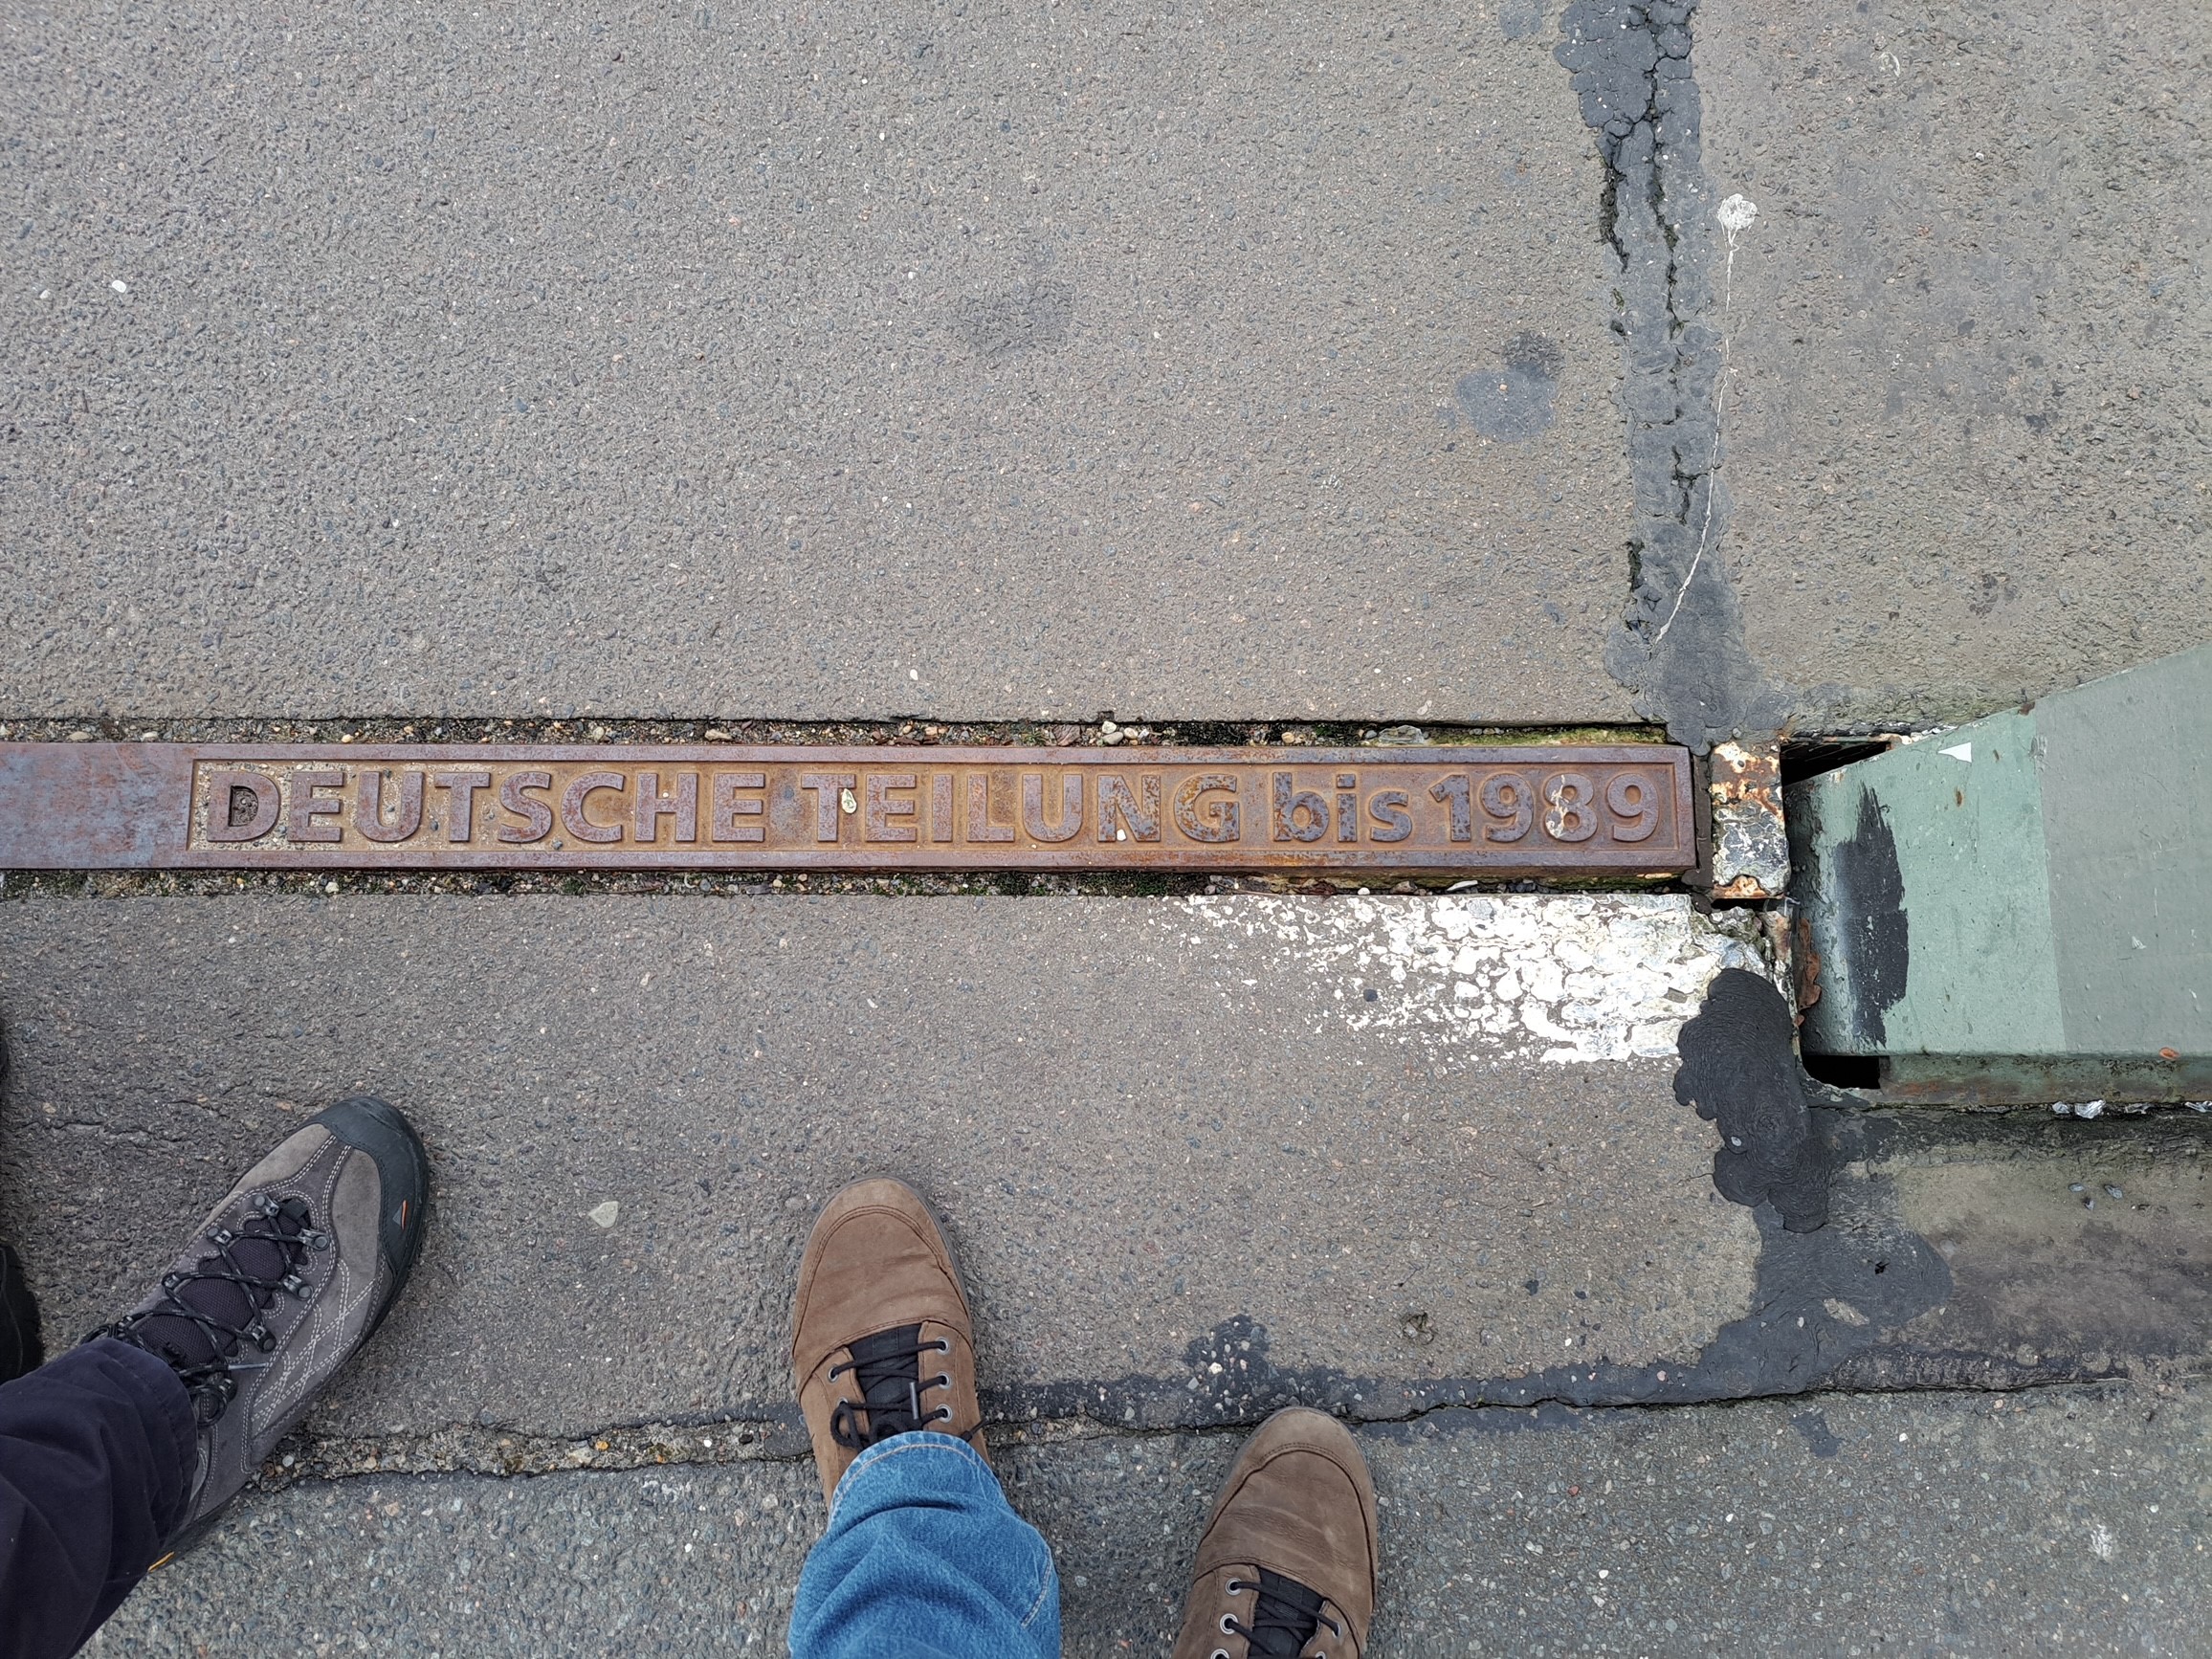 DEUTSCHE TEILUNG bis 1989